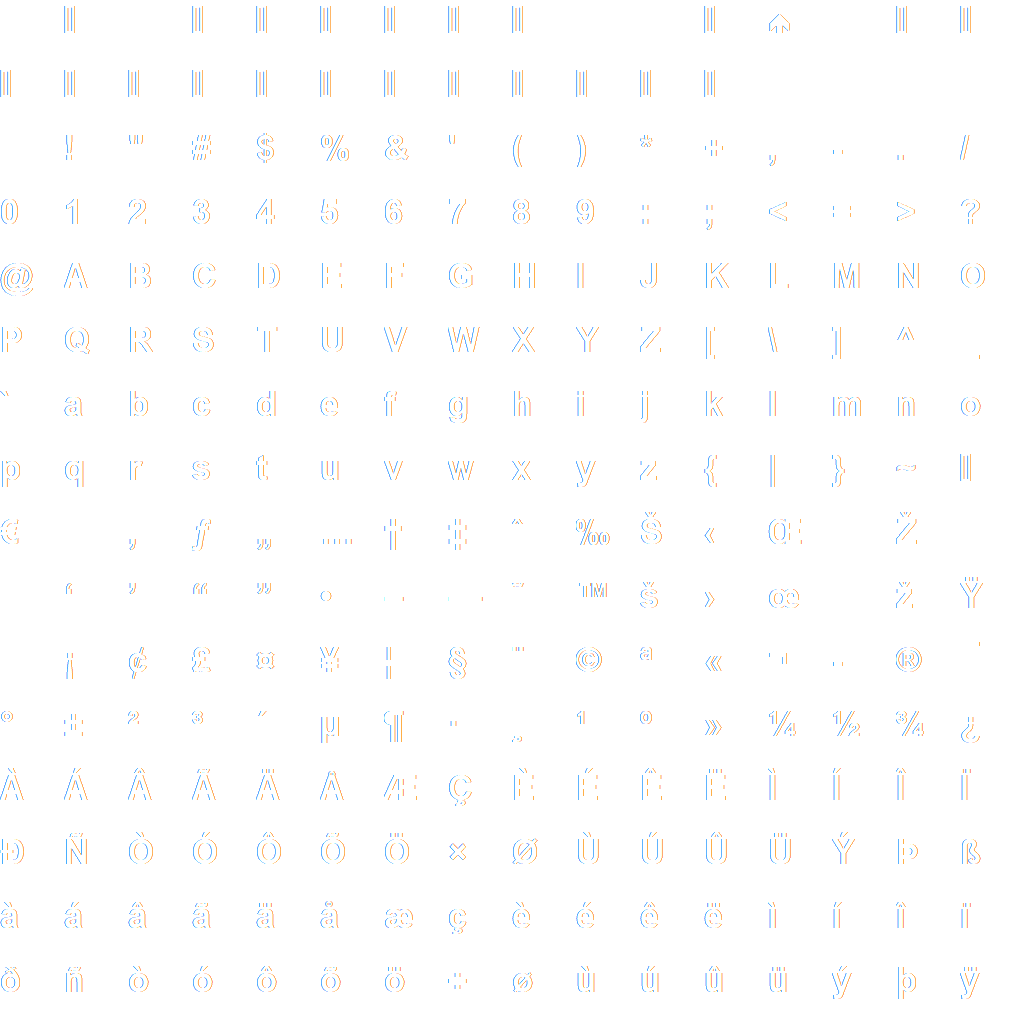 ! " # $ % & ' ( ) * + , - . /
0 1 2 3 4 5 6 7 8 9 : ; < = > ?
@ A B C D E F G H I J K L M N O
P Q R S T U V W X Y Z [ \ ] ^ _
` a b c d e f g h i j k l m n o
p q r s t u v w x y z { | } ~
€ ‚ ƒ „ … † ‡ ˆ ‰ Š ‹ Œ Ž
‘ ’ “ ” • – — ˜ ™ š › œ ž Ÿ
¡ ¢ £ ¤ ¥ ¦ § ¨ © ª « ¬ - ® ¯
° ± ² ³ ´ µ ¶ · ¸ ¹ º » ¼ ½ ¾ ¿
À Á Â Ã Ä Å Æ Ç È É Ê Ë Ì Í Î Ï
Ð Ñ Ò Ó Ô Õ Ö × Ø Ù Ú Û Ü Ý Þ ß
à á â ã ä å æ ç è é ê ë ì í î ï
ð ñ ò ó ô õ ö ÷ ø ù ú û ü ý þ ÿ